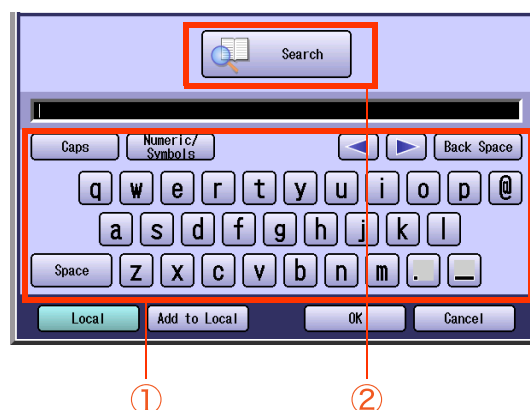 Search
Caps Numeric/ Back Space
Symbols
q w e r t y u i o p @
a s d f g h j k l
Space z x c v b n m . _
Local Add to Local OK Cancel
① ②